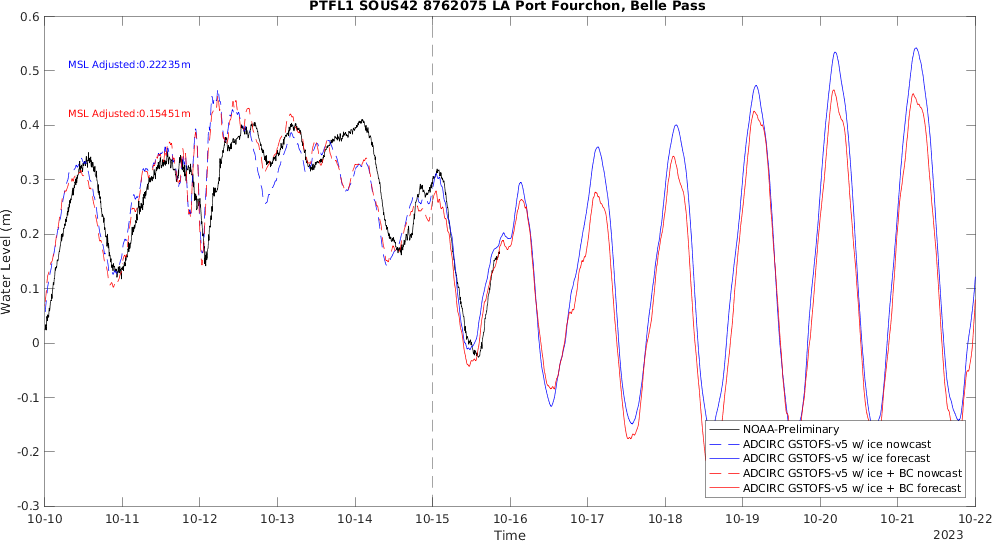 PTFL1 SOUS42 8762075 LA Port Fourchon, Belle Pass
0.6
0.5
0.4
0.3
0.2
0.1
0
-0.1
-0.2
-0.3
Water Level (m)
MSL Adjusted:0.22235m
MSL Adjusted:0.15451m
NOAA-Preliminary
ADCIRC GSTOFS-v5 w/ ice nowcast
ADCIRC GSTOFS-v5 w/ ice forecast
ADCIRC GSTOFS-v5 w/ ice + BC nowcast
ADCIRC GSTOFS-v5 w/ ice + BC forecast
10-10 10-11 10-12 10-13 10-14 10-15 10-16 10-17 10-18 10-19 10-20 10-21 10-22
Time
2023